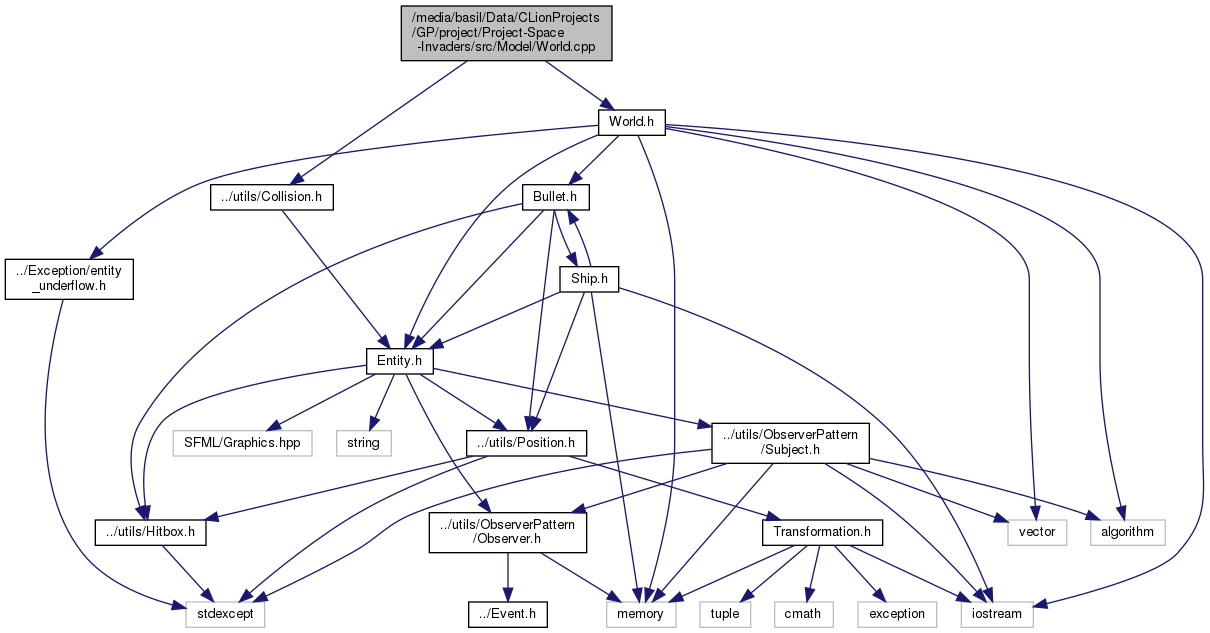 /media/basil/Data/CLionProjects
/GP/project/Project-Space
-Invaders/src/Model/World.cpp
World.h
../utils/Collision.h
Bullet.h
../Exception/entity
_underflow.h
Ship.h
Entity.h
SFML/Graphics.hpp
string
../utils/Position.h
../utils/ObserverPattern
/Subject.h
../utils/Hitbox.h
../utils/ObserverPattern
/Observer.h
Transformation.h
vector
algorithm
stdexcept
../Event.h
memory
tuple
cmath
exception
iostream